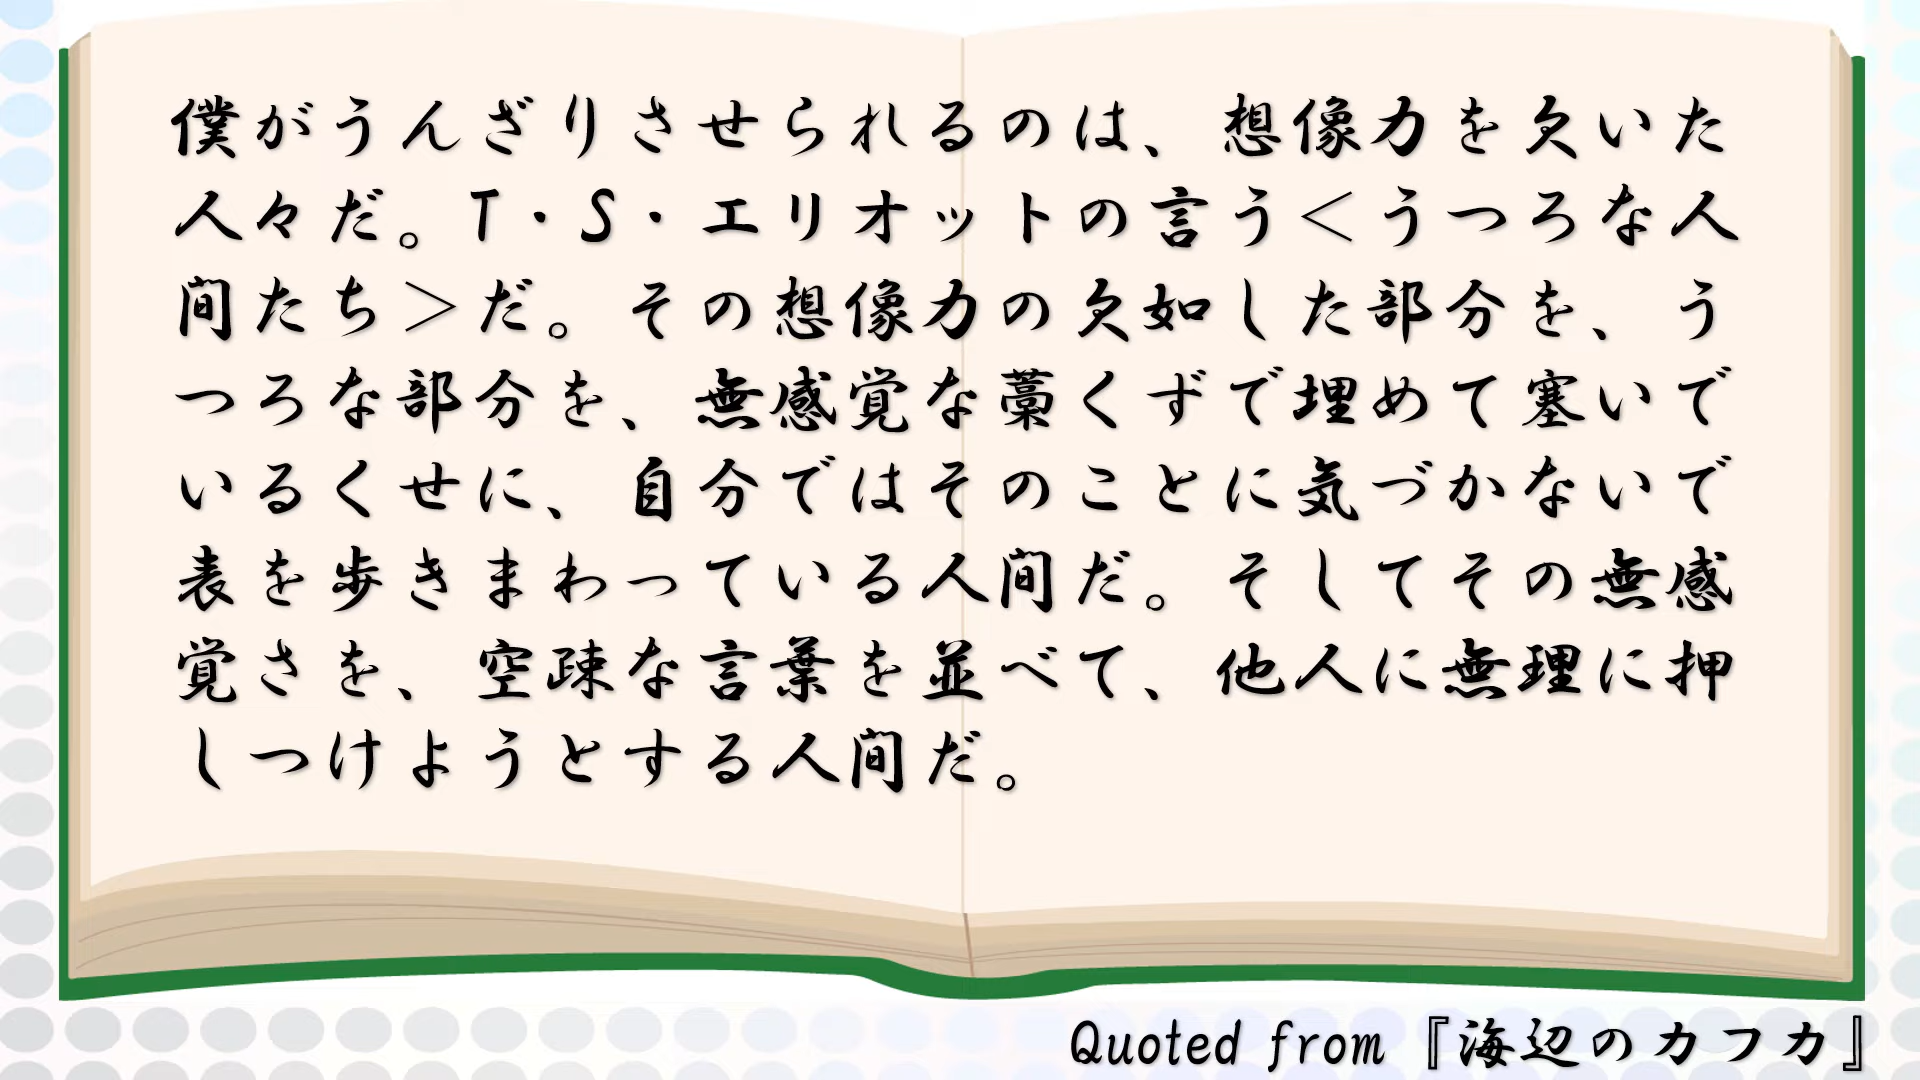 僕がうんざりさせられるのは、想像力を欠いた
人々だ。T・S・エリオットの言う＜うつろな人
間たち＞だ。その想像力の欠如した部分を、う
つろな部分を、無感覚な藁くずで埋めて塞いで
いるくせに、自分ではそのことに気づかないで
表を歩きまわっている人間だ。そしてその無感
覚さを、空疎な言葉を並べて、他人に無理に押
しつけようとする人間だ。
Quoted from『海辺のカフカ』